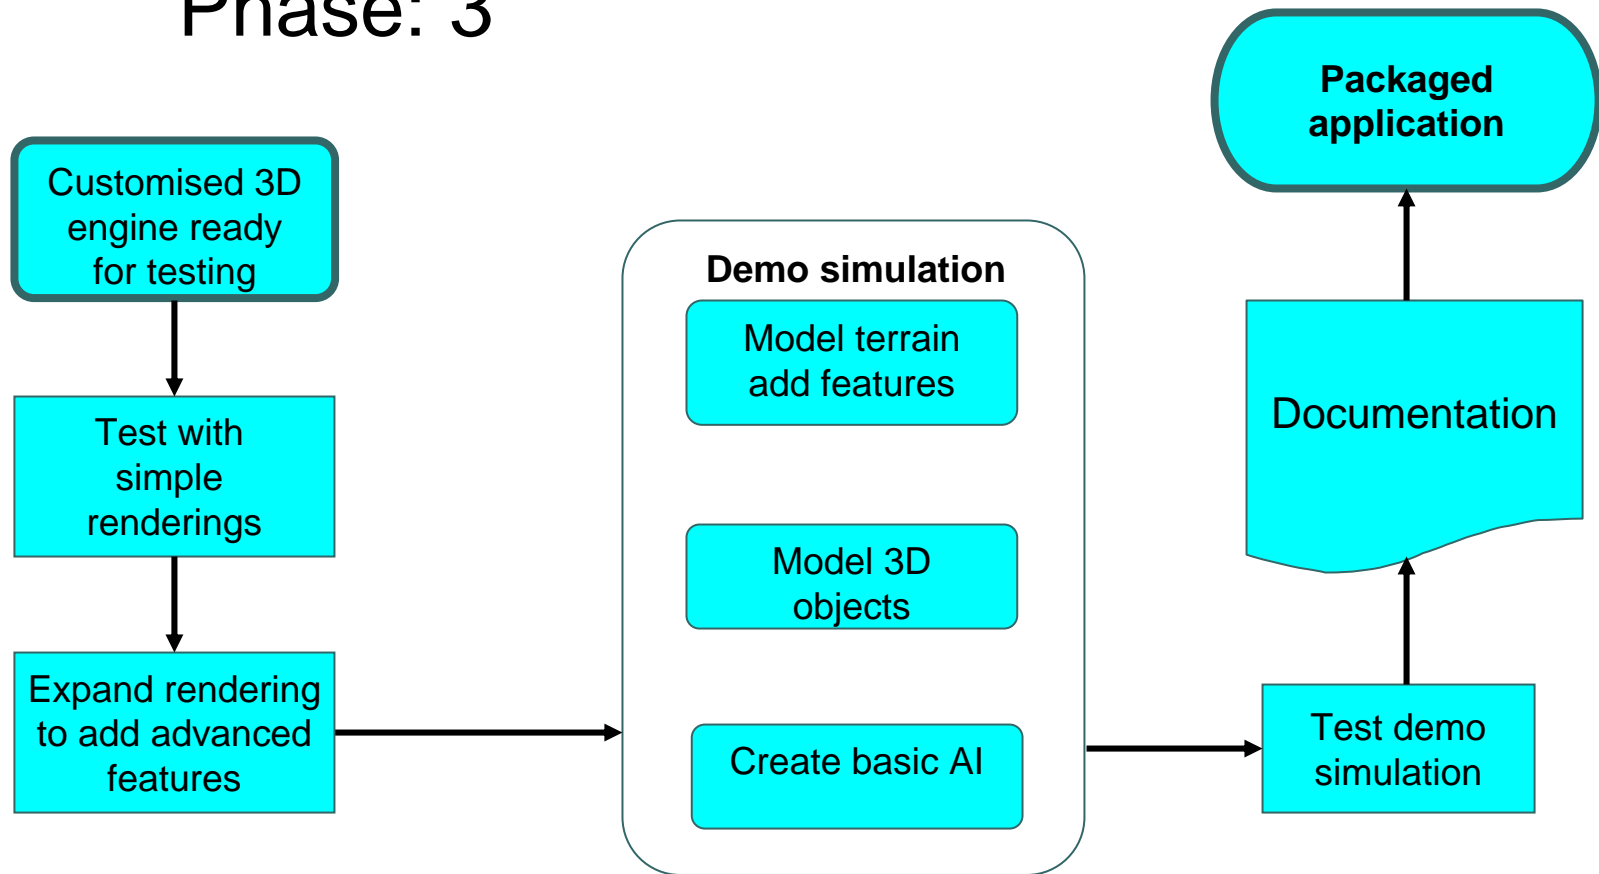 Phase: 3
Customised 3D
engine ready
for testing
Test with
simple
renderings
Expand rendering
to add advanced
features
Demo simulation
Model terrain
add features
Model 3D
objects
Create basic AI
Packaged
application
Documentation
Test demo
simulation